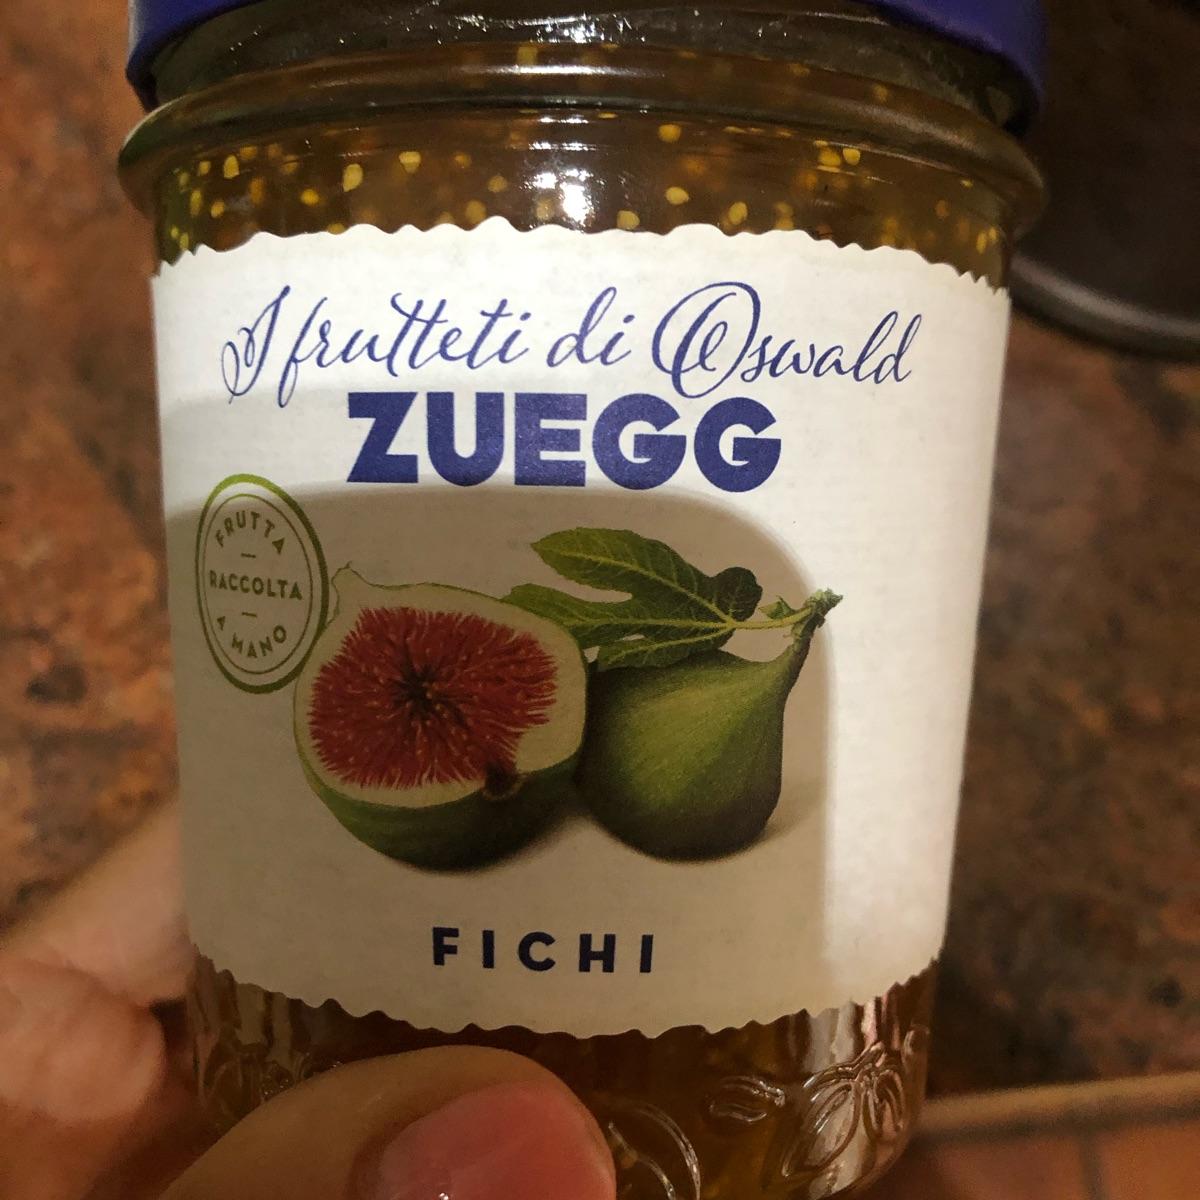 I frutteti di Oswald
ZUEGG
FRUTTA
RACCOLTA
A MANO
FICHI